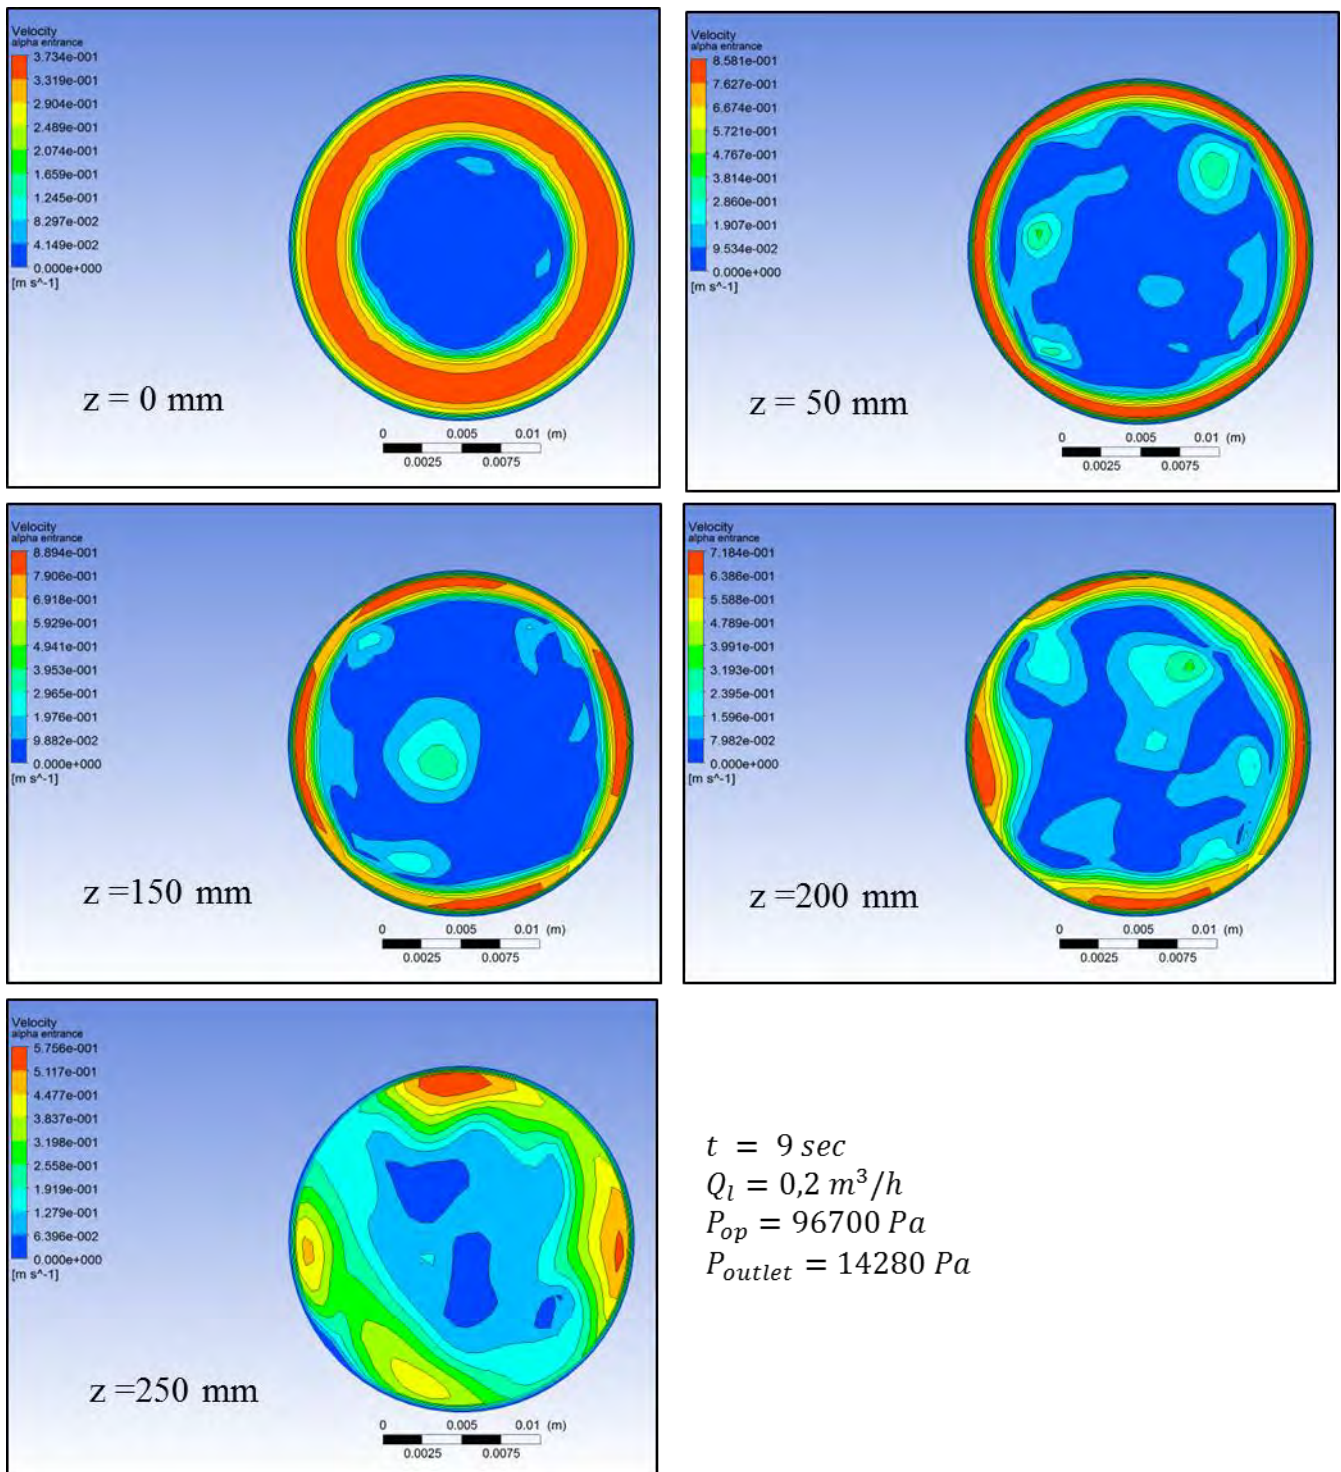 Velocity
alpha entrance
3.734e-001
3.319e-001
2.904e-001
2.489e-001
2.074e-001
1.659e-001
1.245e-001
8.297e-002
4.149e-002
0.000e+000
[m s^-1]
z = 0 mm
0 0.005 0.01 (m)
0.0025 0.0075
Velocity
alpha entrance
8.581e-001
7.627e-001
6.674e-001
5.721e-001
4.767e-001
3.814e-001
2.860e-001
1.907e-001
9.534e-002
0.000e+000
[m s^-1]
z = 50 mm
0 0.005 0.01 (m)
0.0025 0.0075
Velocity
alpha entrance
8.894e-001
7.906e-001
6.918e-001
5.929e-001
4.941e-001
3.953e-001
2.965e-001
1.976e-001
9.882e-002
0.000e+000
[m s^-1]
z =150 mm
0 0.005 0.01 (m)
0.0025 0.0075
Velocity
alpha entrance
7.184e-001
6.386e-001
5.588e-001
4.789e-001
3.991e-001
3.193e-001
2.395e-001
1.596e-001
7.982e-002
0.000e+000
[m s^-1]
z =200 mm
0 0.005 0.01 (m)
0.0025 0.0075
Velocity
alpha entrance
5.756e-001
5.117e-001
4.477e-001
3.837e-001
3.198e-001
2.558e-001
1.919e-001
1.279e-001
6.396e-002
0.000e+000
[m s^-1]
z =250 mm
0 0.005 0.01 (m)
0.0025 0.0075
t = 9 sec
Q_l = 0,2 m³/h
P_op = 96700 Pa
P_outlet = 14280 Pa